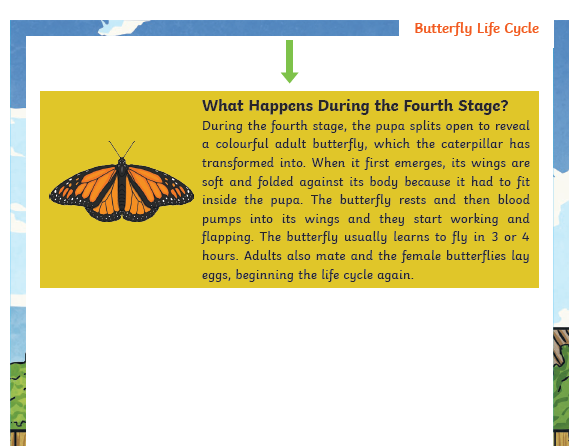 Butterfly Life Cycle
What Happens During the Fourth Stage?
During the fourth stage, the pupa splits open to reveal
a colourful adult butterfly, which the caterpillar has
transformed into. When it first emerges, its wings are
soft and folded against its body because it had to fit
inside the pupa. The butterfly rests and then blood
pumps into its wings and they start working and
flapping. The butterfly usually learns to fly in 3 or 4
hours. Adults also mate and the female butterflies lay
eggs, beginning the life cycle again.